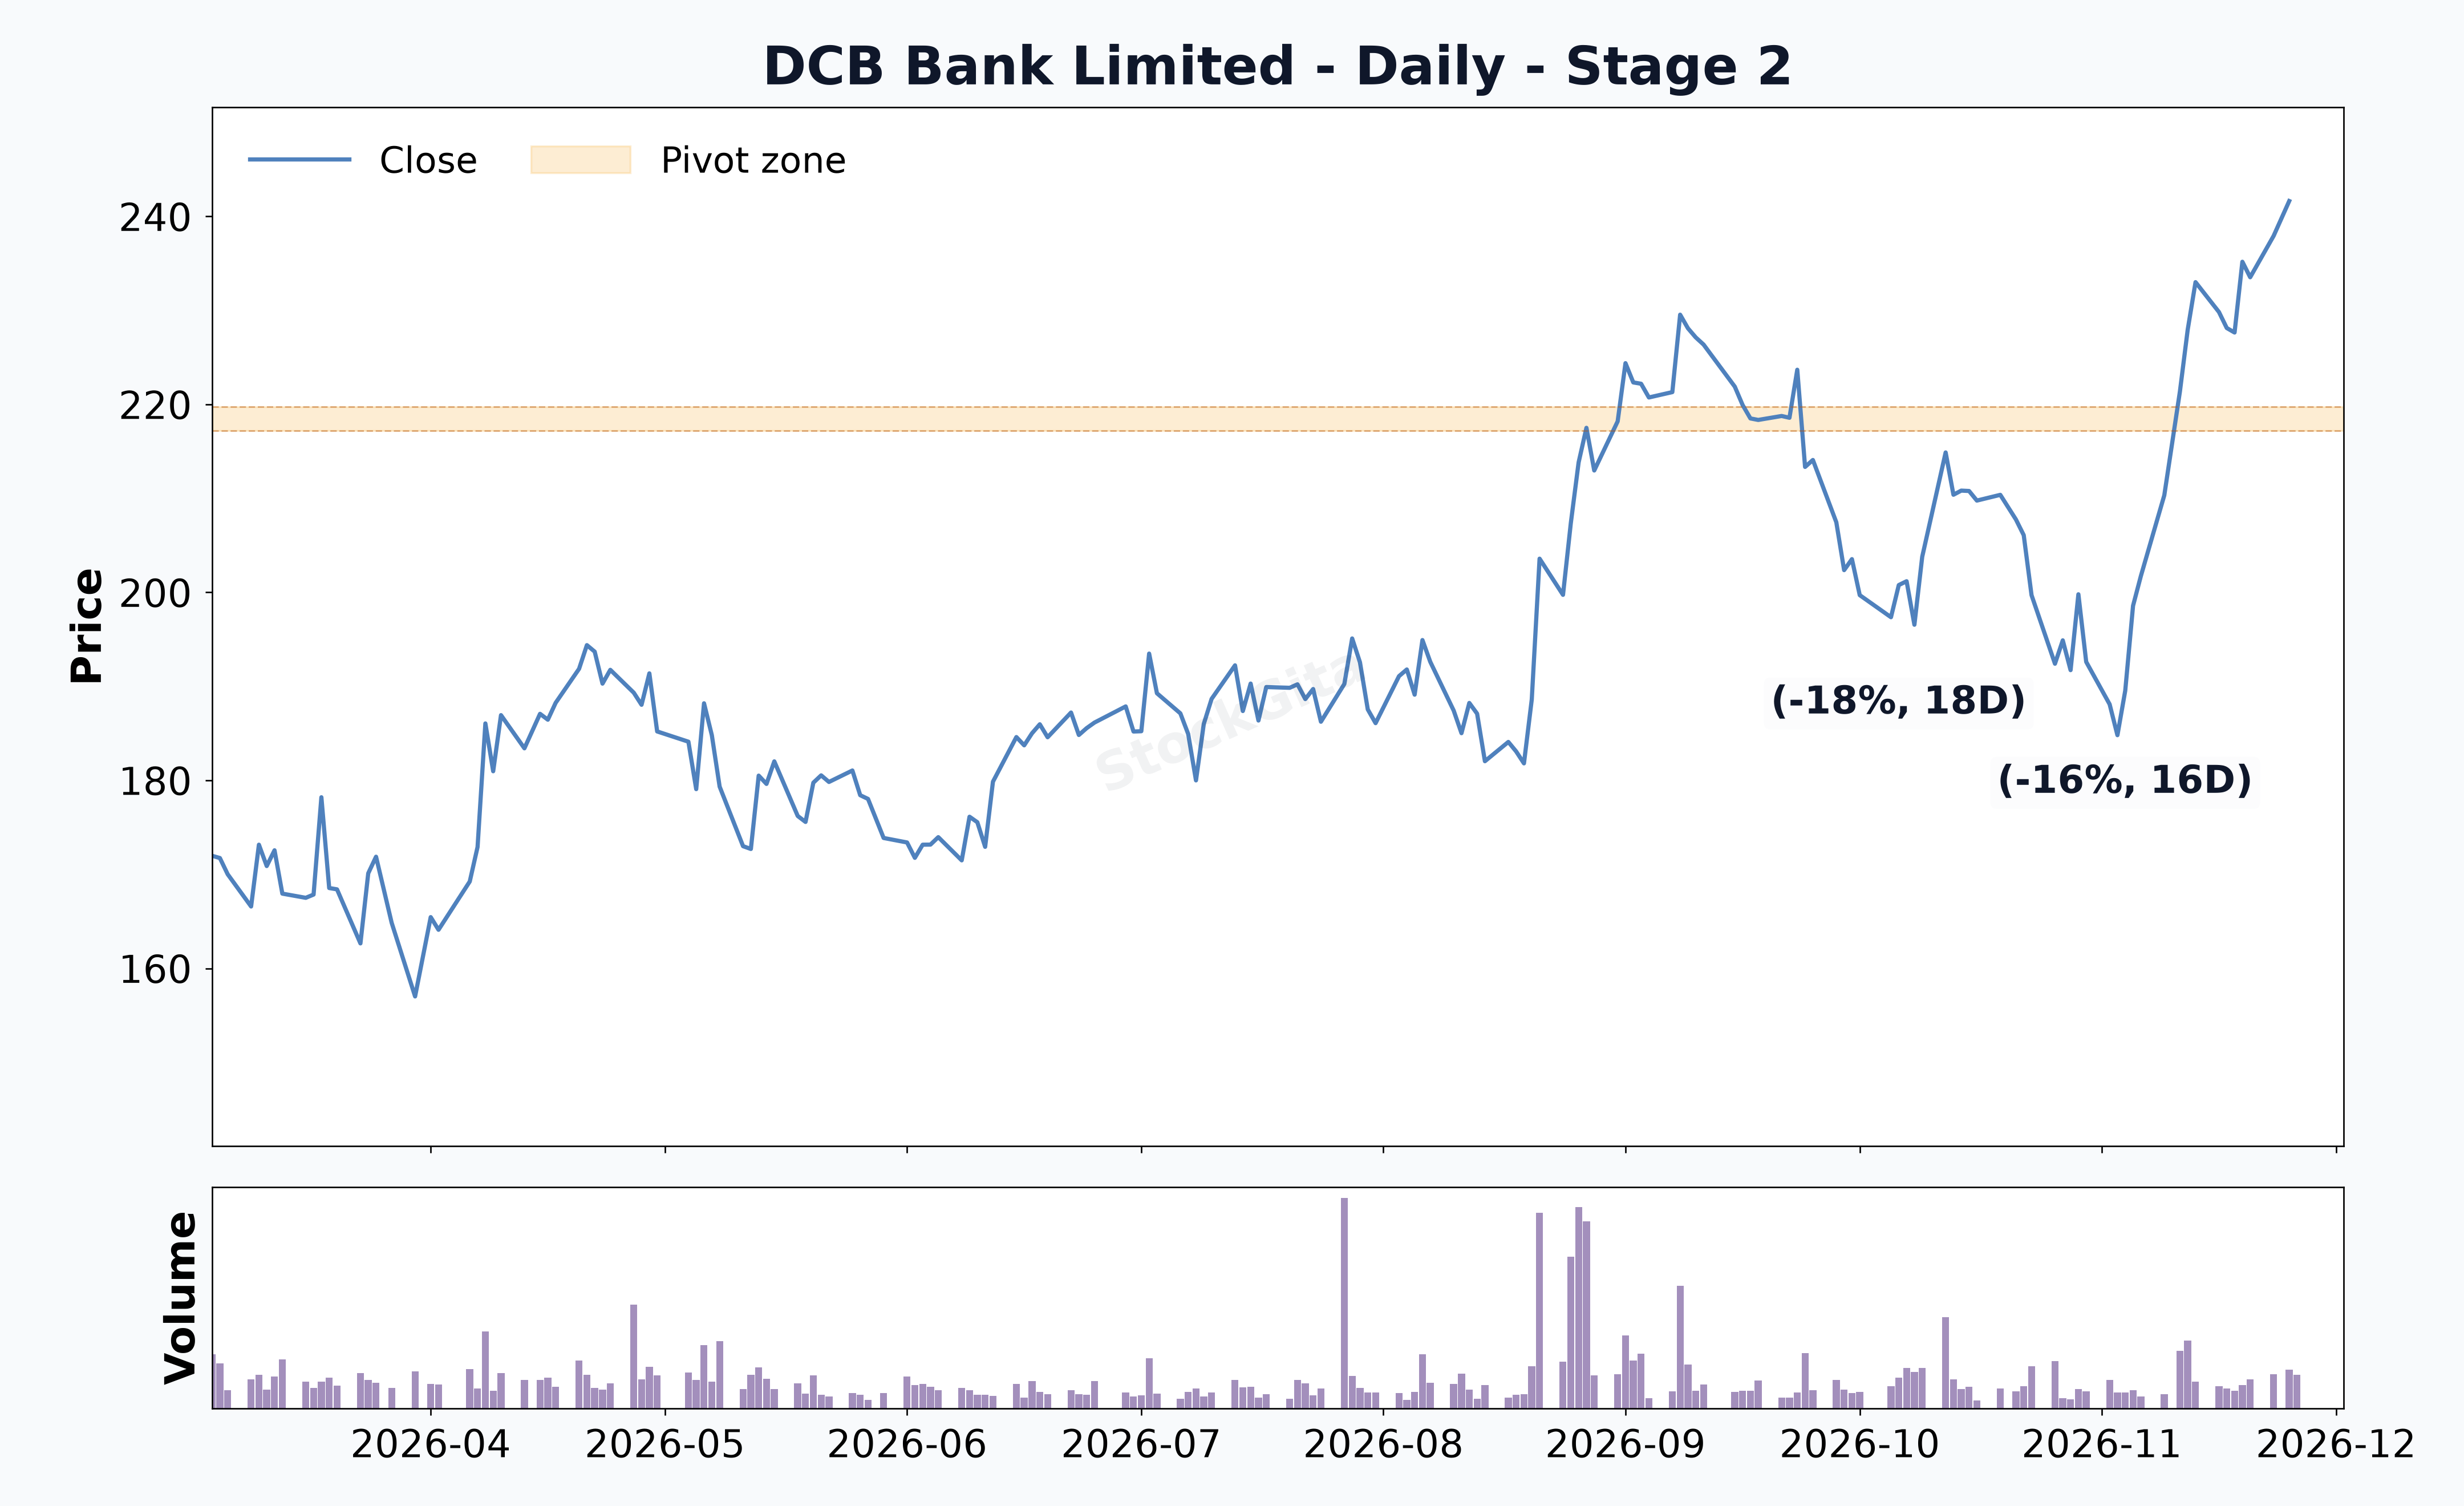 DCB Bank Limited - Daily - Stage 2
Close
Pivot zone
Price
240
220
200
180
160
StockGita
(-18%, 18D)
(-16%, 16D)
Volume
2026-04
2026-05
2026-06
2026-07
2026-08
2026-09
2026-10
2026-11
2026-12